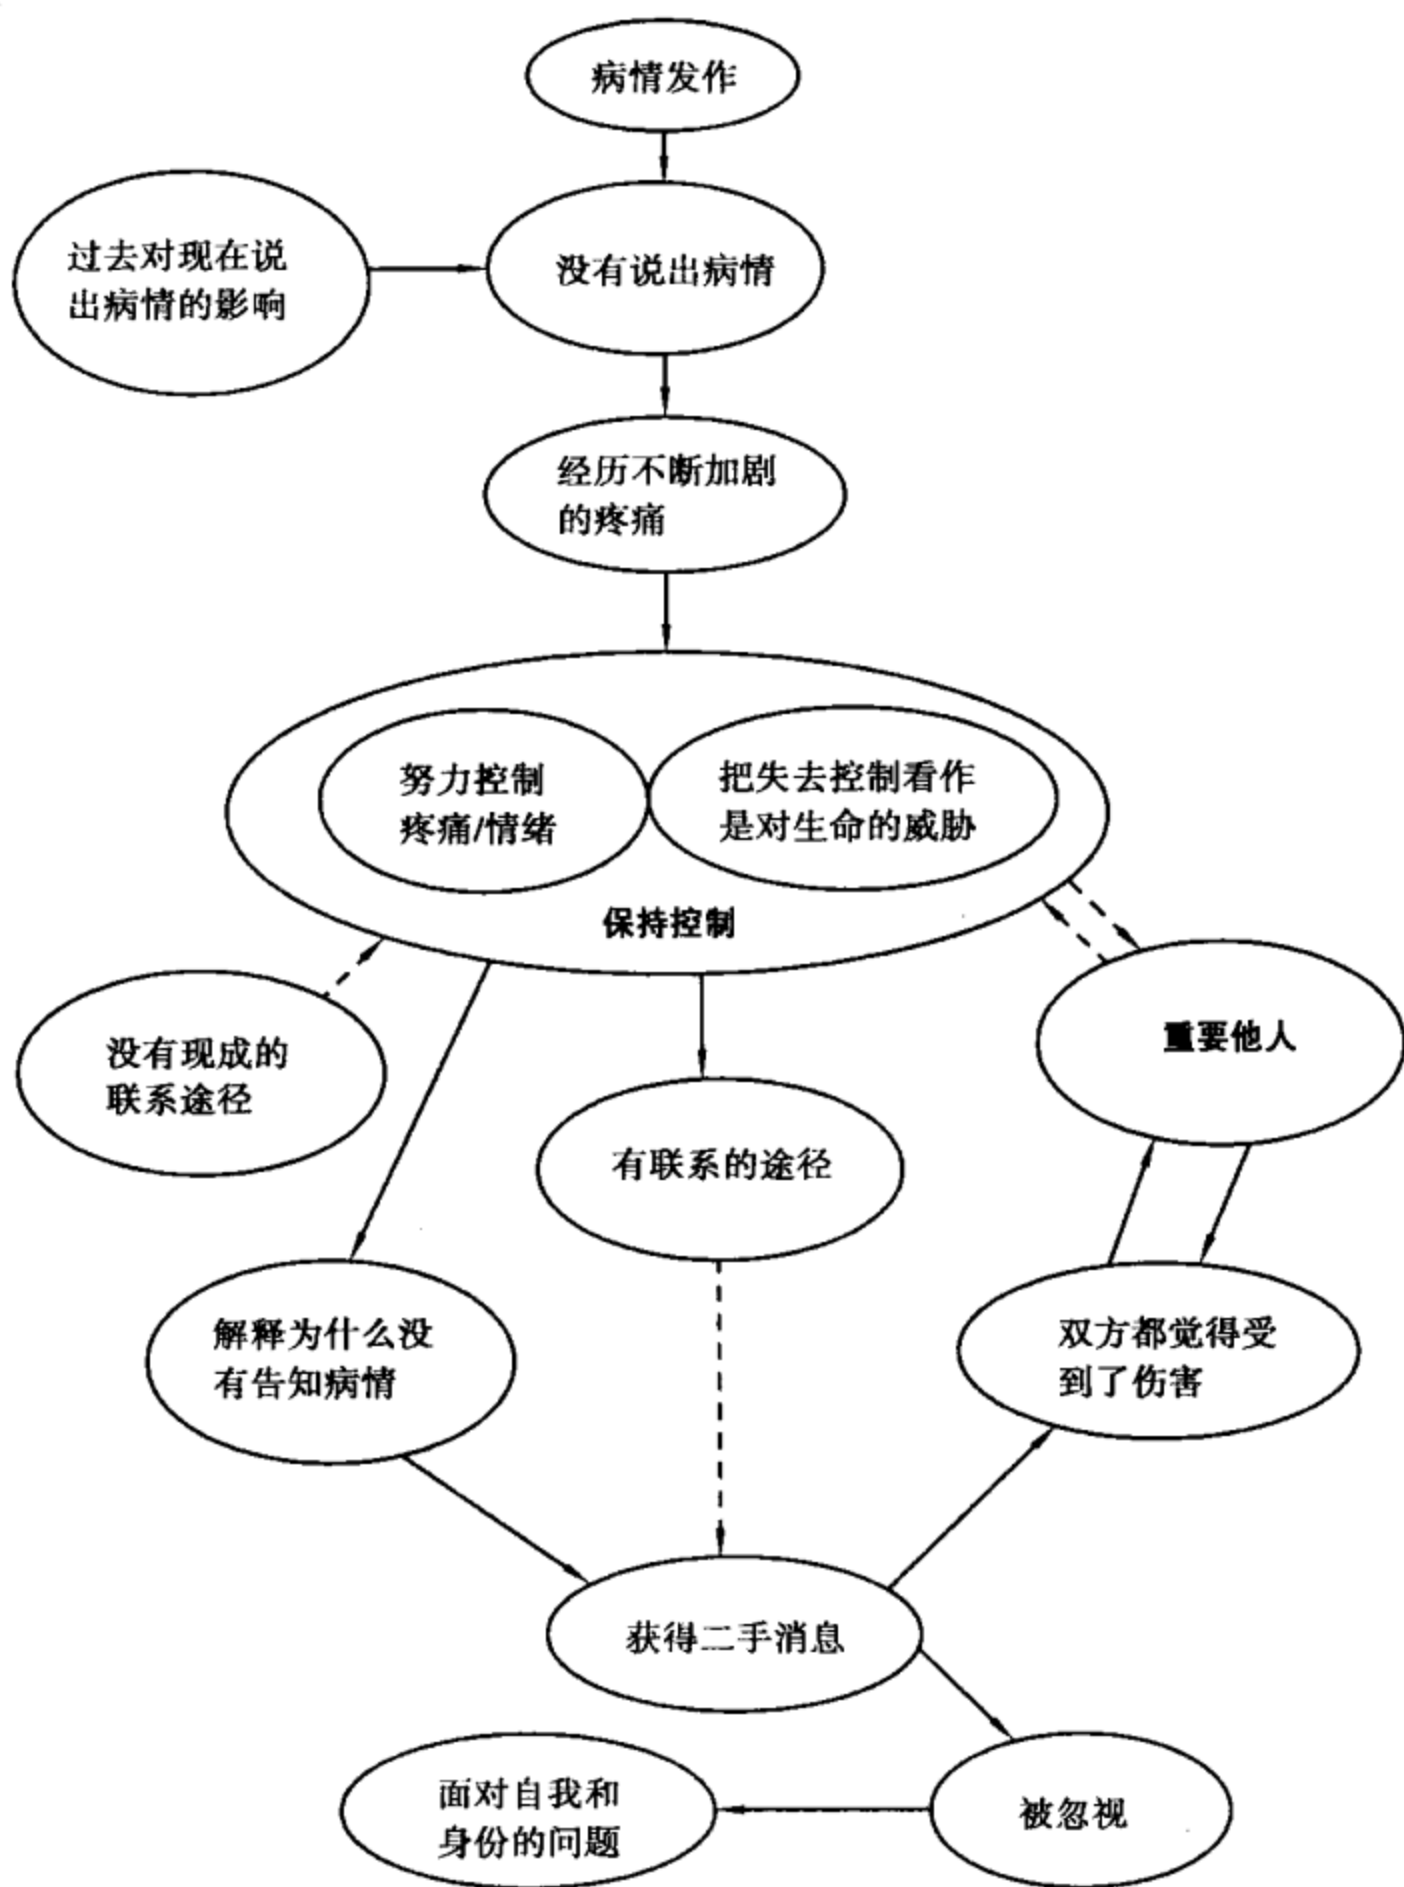 病情发作
过去对现在说
出病情的影响
没有说出病情
经历不断加剧
的疼痛
努力控制
疼痛/情绪
把失去控制看作
是对生命的威胁
保持控制
没有现成的
联系途径
重要他人
有联系的途径
解释为什么没
有告知病情
双方都觉得受
到了伤害
获得二手消息
面对自我和
身份的问题
被忽视